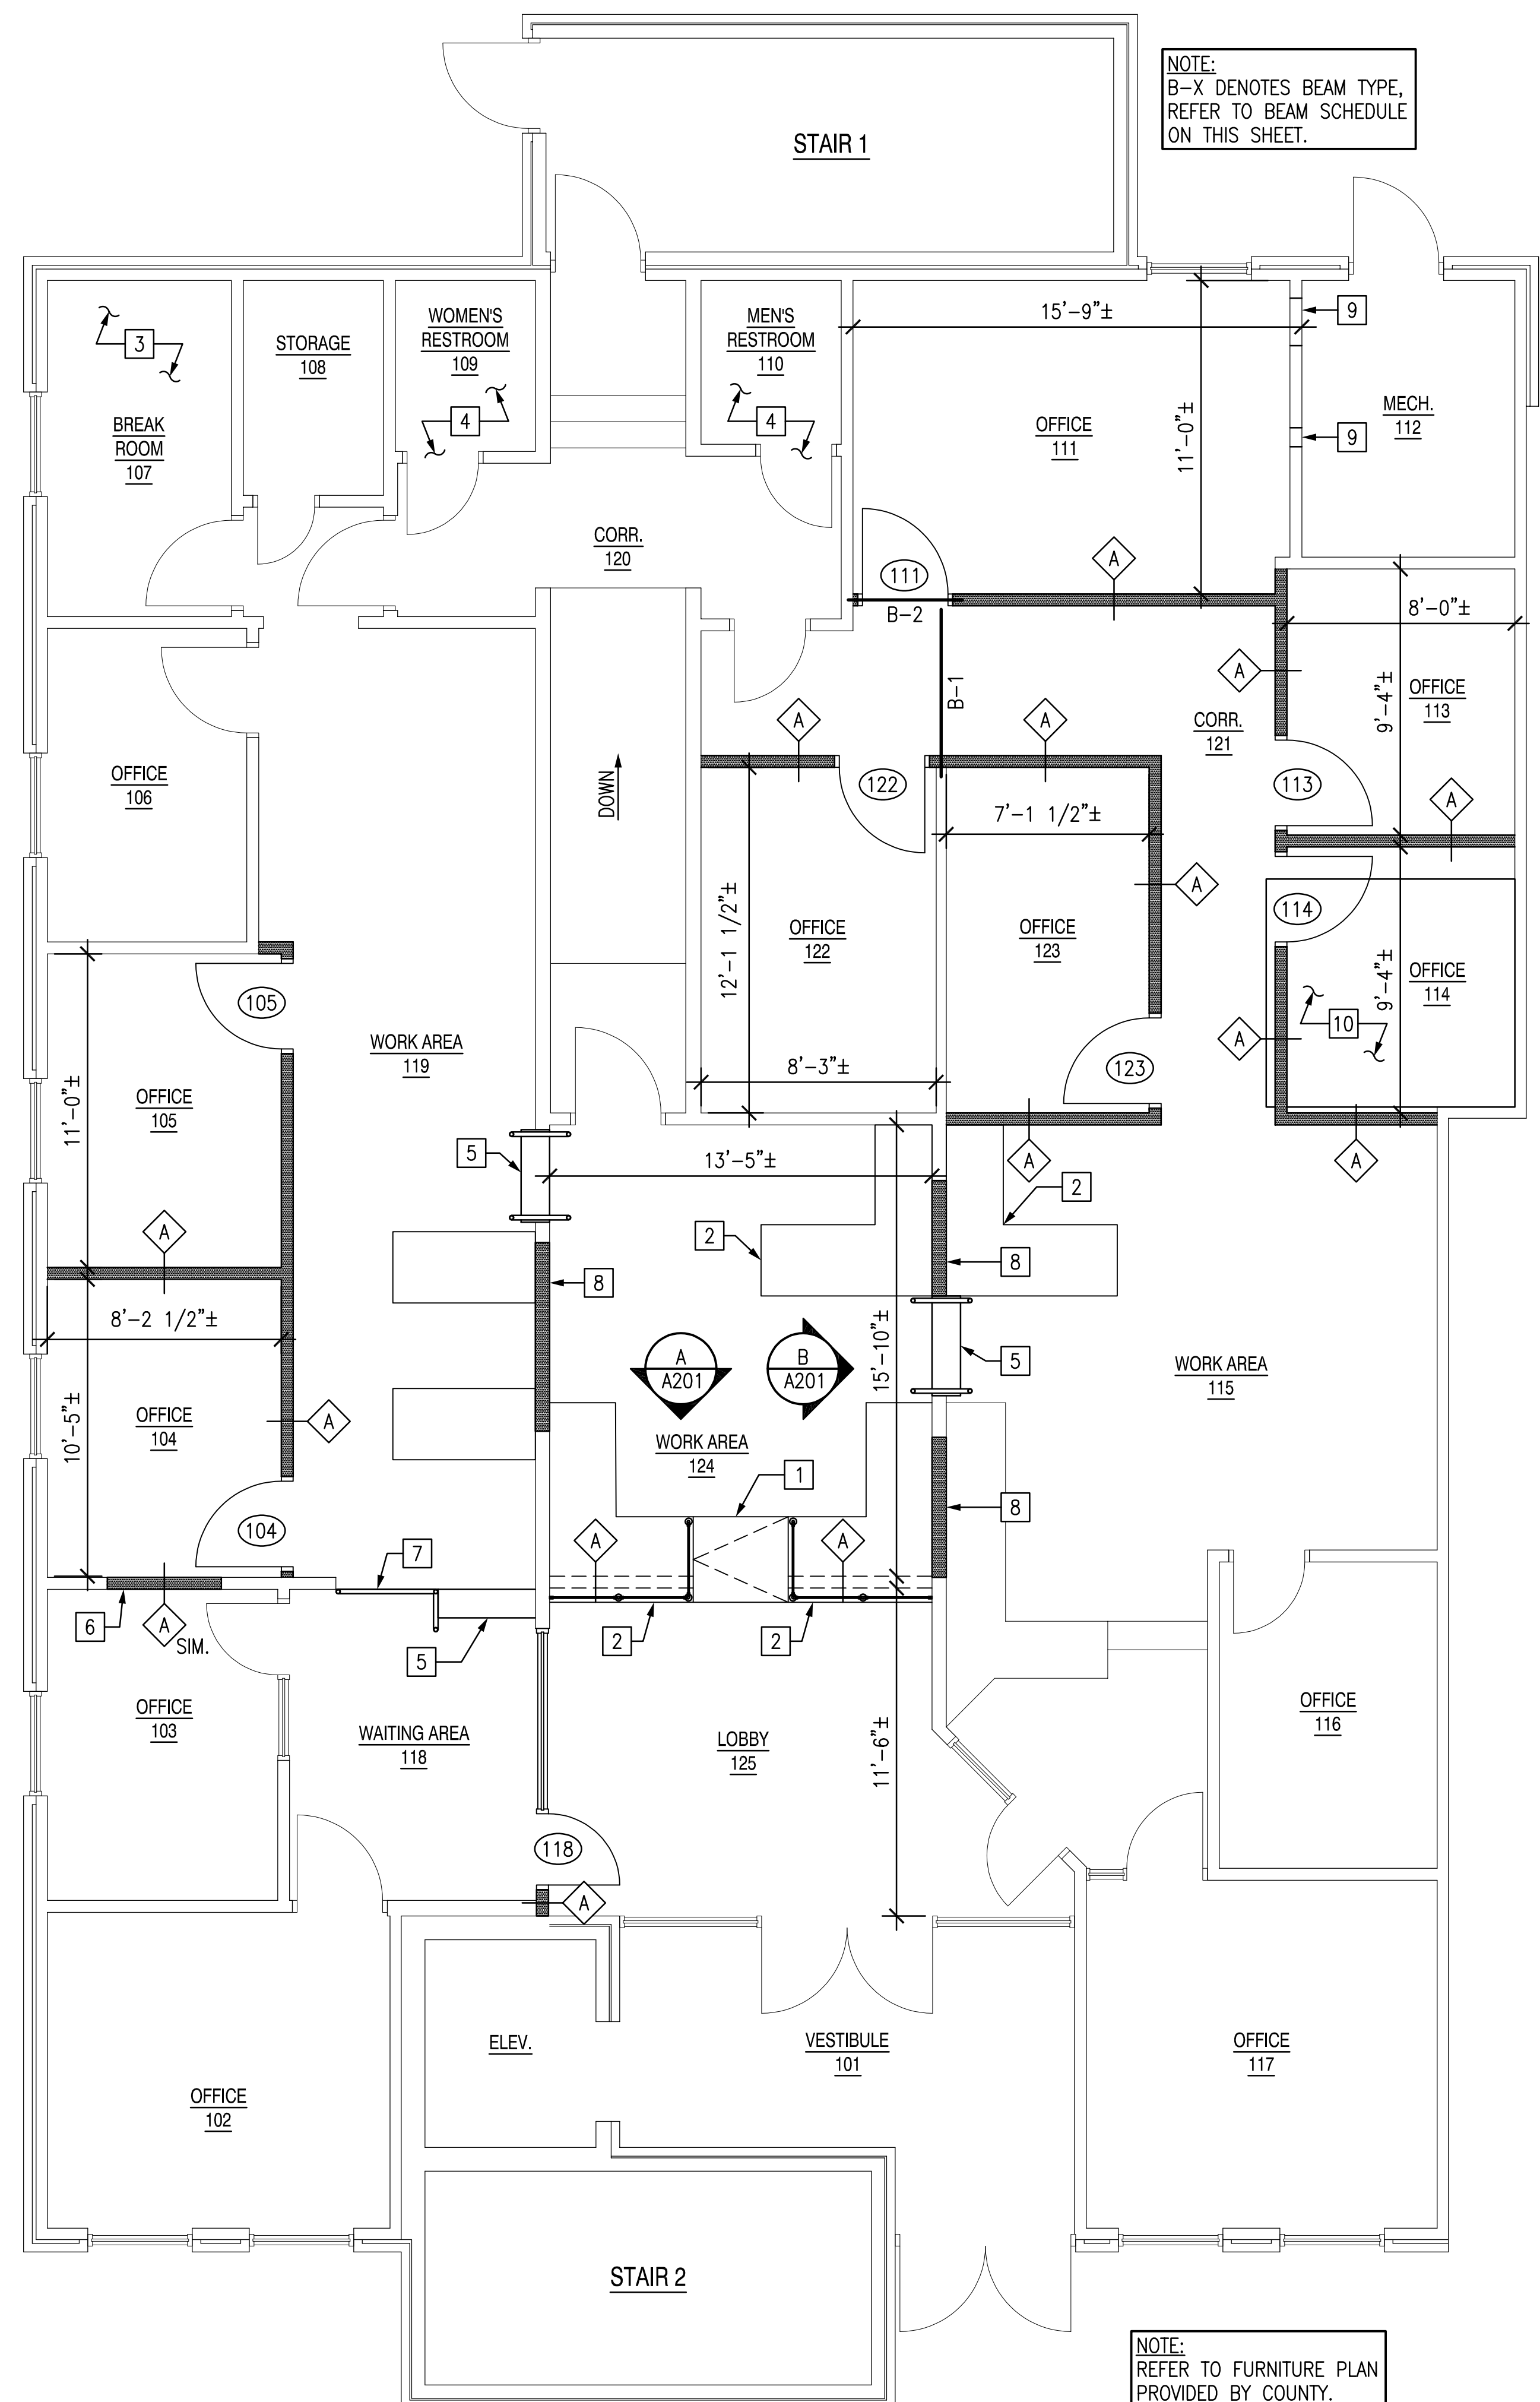 STAIR 1
NOTE:
B-X DENOTES BEAM TYPE,
REFER TO BEAM SCHEDULE
ON THIS SHEET.
3
BREAK
ROOM
107
STORAGE
108
WOMEN'S
RESTROOM
109
4
MEN'S
RESTROOM
110
4
15'-9"±
OFFICE
111
11'-0"±
9
9
MECH.
112
CORR.
120
111
B-2
A
8'-0"±
A
9'-4"±
OFFICE
113
B-1
A
A
CORR.
121
OFFICE
106
DOWN
122
7'-1 1/2"±
113
A
12'-1 1/2"±
OFFICE
122
OFFICE
123
A
114
9'-4"±
OFFICE
114
10
A
105
WORK AREA
119
8'-3"±
123
11'-0"±
OFFICE
105
5
13'-5"±
A
A
2
A
2
8
8
8'-2 1/2"±
A
A201
B
A201
15'-10"±
5
WORK AREA
115
10'-5"±
OFFICE
104
A
WORK AREA
124
1
8
104
7
A
A
6
A
SIM.
5
2
2
OFFICE
103
WAITING AREA
118
LOBBY
125
11'-6"±
OFFICE
116
118
A
ELEV.
VESTIBULE
101
OFFICE
117
OFFICE
102
STAIR 2
NOTE:
REFER TO FURNITURE PLAN
PROVIDED BY COUNTY.